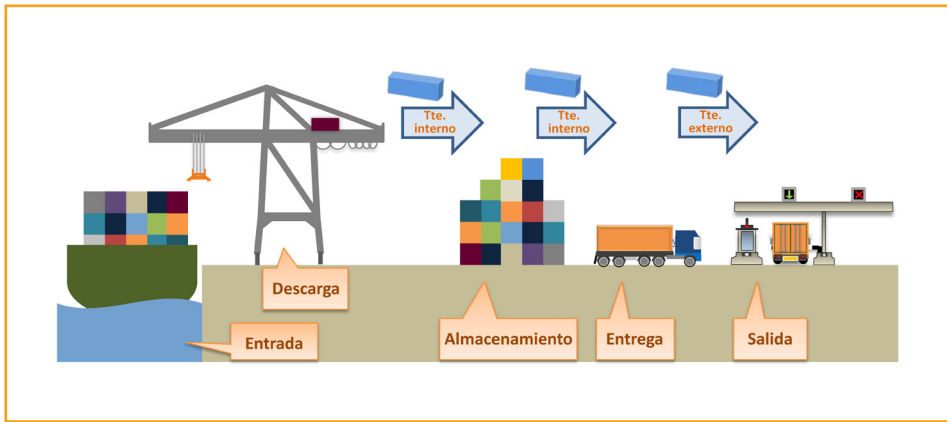 Tte.
interno
Tte.
interno
Tte.
externo
Descarga
Entrada
Almacenamiento
Entrega
Salida